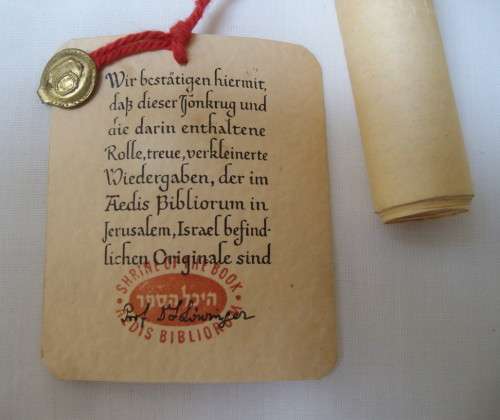 Wir bestätigen hiermit,
daß dieser Tonkrug und
die darin enthaltene
Rolle, treue, verkleinerte
Wiedergaben, der im
Aedis Bibliorum in
Jerusalem, Israel befind-
lichen Originale sind
SHRINE OF THE BOOK
היכל הספר
AEDIS BIBLIORUM
Prof